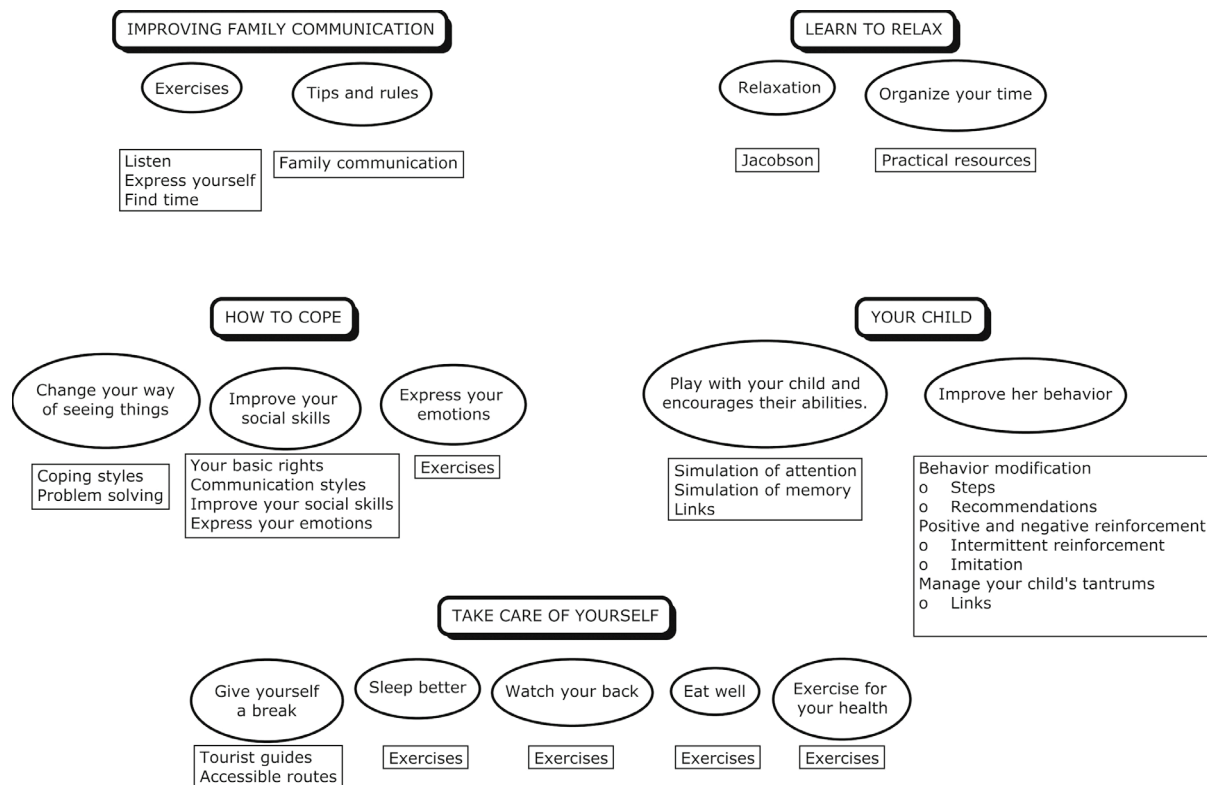 IMPROVING FAMILY COMMUNICATION
Exercises
Tips and rules
Listen
Express yourself
Find time
Family communication
LEARN TO RELAX
Relaxation
Organize your time
Jacobson
Practical resources
HOW TO COPE
Change your way
of seeing things
Improve your
social skills
Express your
emotions
Coping styles
Problem solving
Your basic rights
Communication styles
Improve your social skills
Express your emotions
Exercises
YOUR CHILD
Play with your child and
encourages their abilities.
Improve her behavior
Simulation of attention
Simulation of memory
Links
Behavior modification
o Steps
o Recommendations
Positive and negative reinforcement
o Intermittent reinforcement
o Imitation
Manage your child's tantrums
o Links
TAKE CARE OF YOURSELF
Give yourself
a break
Sleep better
Watch your back
Eat well
Exercise for
your health
Tourist guides
Accessible routes
Exercises
Exercises
Exercises
Exercises